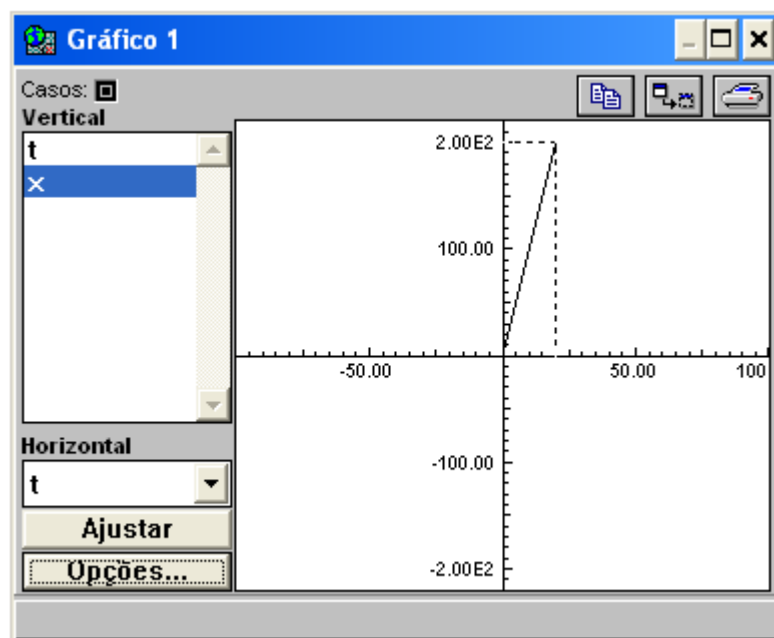 Gráfico 1
Casos:
Vertical
t
x
Horizontal
t
Ajustar
Opções...
2.00E2
100.00
-50.00
50.00
100
-100.00
-2.00E2